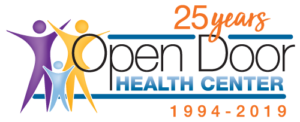 25 years
Open Door
HEALTH CENTER
1994-2019